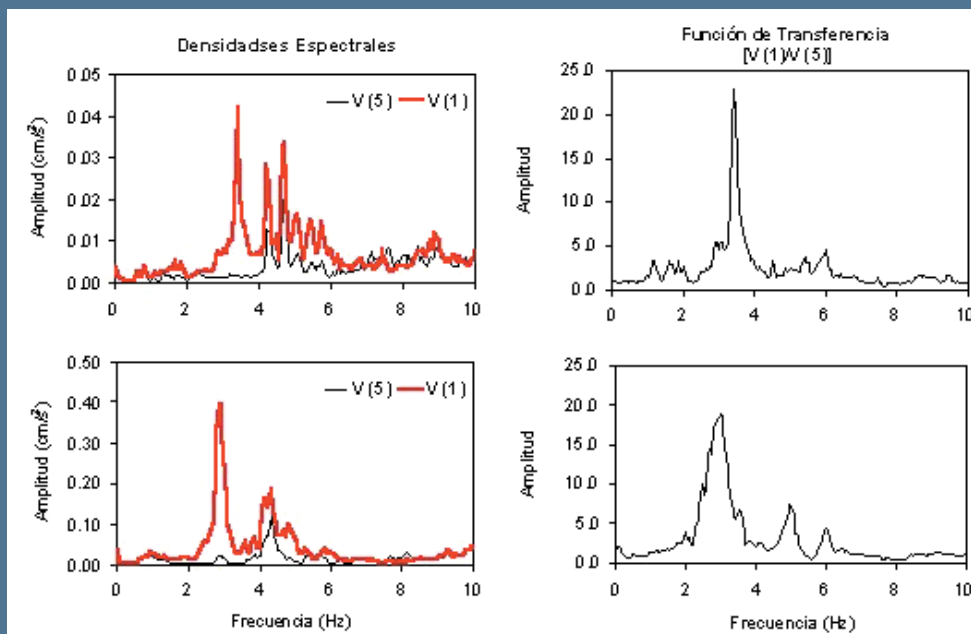 Densidadses Espectrales
Función de Transferencia
[V (1)/V (5)]
Amplitud (cm/s²)
0.05
0.04
0.03
0.02
0.01
0.00
V (5) V (1)
0 2 4 6 8 10
Amplitud
25.0
20.0
15.0
10.0
5.0
0.0
0 2 4 6 8 10
Amplitud (cm/s²)
0.50
0.40
0.30
0.20
0.10
0.00
V (5) V (1)
0 2 4 6 8 10
Frecuencia (Hz)
Amplitud
25.0
20.0
15.0
10.0
5.0
0.0
0 2 4 6 8 10
Frecuencia (Hz)